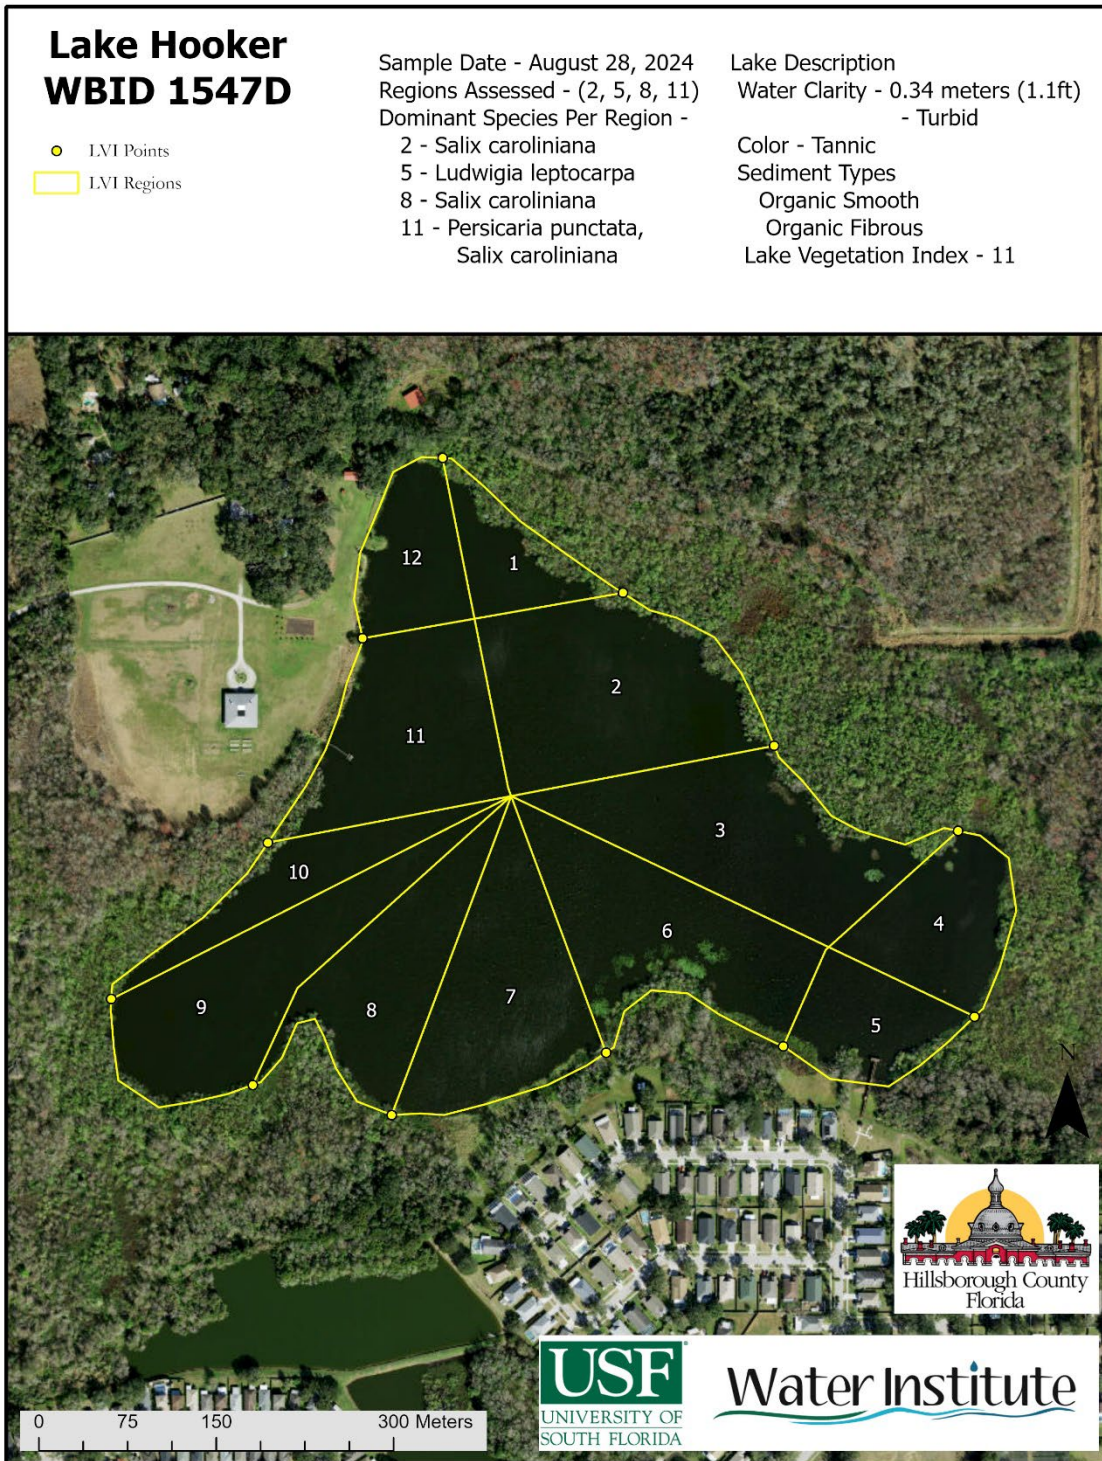 Lake Hooker
WBID 1547D
LVI Points
LVI Regions
Sample Date - August 28, 2024
Regions Assessed - (2, 5, 8, 11)
Dominant Species Per Region -
2 - Salix caroliniana
5 - Ludwigia leptocarpa
8 - Salix caroliniana
11 - Persicaria punctata,
Salix caroliniana
Lake Description
Water Clarity - 0.34 meters (1.1ft)
- Turbid
Color - Tannic
Sediment Types
Organic Smooth
Organic Fibrous
Lake Vegetation Index - 11
12
1
2
11
3
10
4
6
9
8
7
5
N
Hillsborough County
Florida
USF
UNIVERSITY OF
SOUTH FLORIDA
Water Institute
0 75 150 300 Meters